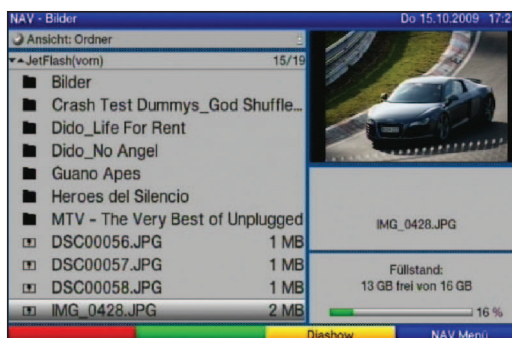 NAV - Bilder
Do 15.10.2009 17:2
Ansicht: Ordner
JetFlash(vorn) 15/19
Bilder
Crash Test Dummys_God Shuffle...
Dido_Life For Rent
Dido_No Angel
Guano Apes
Heroes del Silencio
MTV - The Very Best of Unplugged
DSC00056.JPG 1 MB
DSC00057.JPG 1 MB
DSC00058.JPG 1 MB
IMG_0428.JPG 2 MB
IMG_0428.JPG
Füllstand:
13 GB frei von 16 GB
16 %
Diashow
NAV Menü